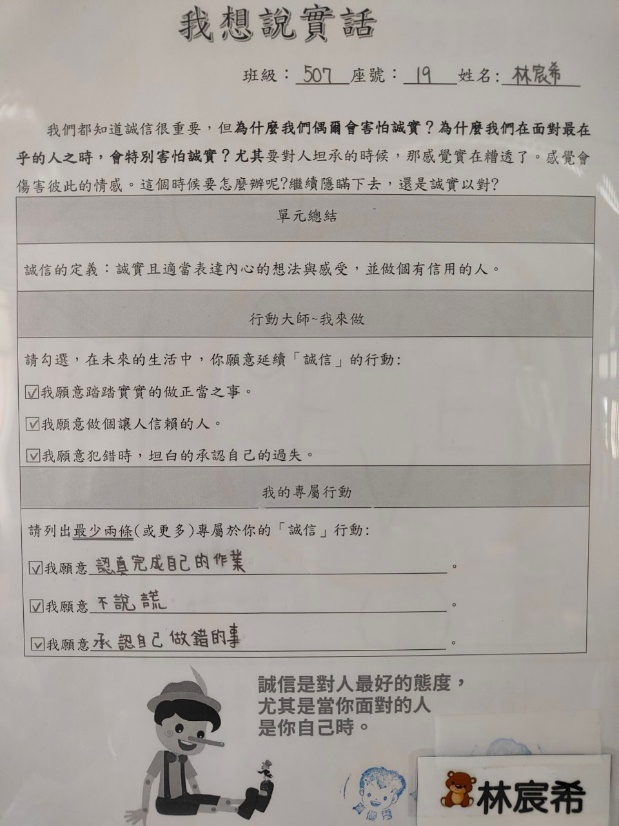 我想說實話
班級：507座號：19姓名:林宸希
我們都知道誠信很重要，但為什麼我們偶爾會害怕誠實？為什麼我們在面對最在
乎的人之時，會特別害怕誠實？尤其要對人坦承的時候，那感覺實在糟透了。感覺會
傷害彼此的情感。這個時候要怎麼辦呢?繼續隱瞞下去，還是誠實以對?
單元總結
誠信的定義：誠實且適當表達內心的想法與感受，並做個有信用的人。
行動大師~我來做
請勾選，在未來的生活中，你願意延續「誠信」的行動:
☑我願意踏踏實實的做正當之事。
☑我願意做個讓人信賴的人。
☑我願意犯錯時，坦白的承認自己的過失。
我的專屬行動
請列出最少兩條(或更多)專屬於你的「誠信」行動:
☑我願意 認真完成自己的作業。
☑我願意 不說謊。
☑我願意承認自己做錯的事。
誠信是對人最好的態度，
尤其是當你面對的人
是你自己時。
林宸希